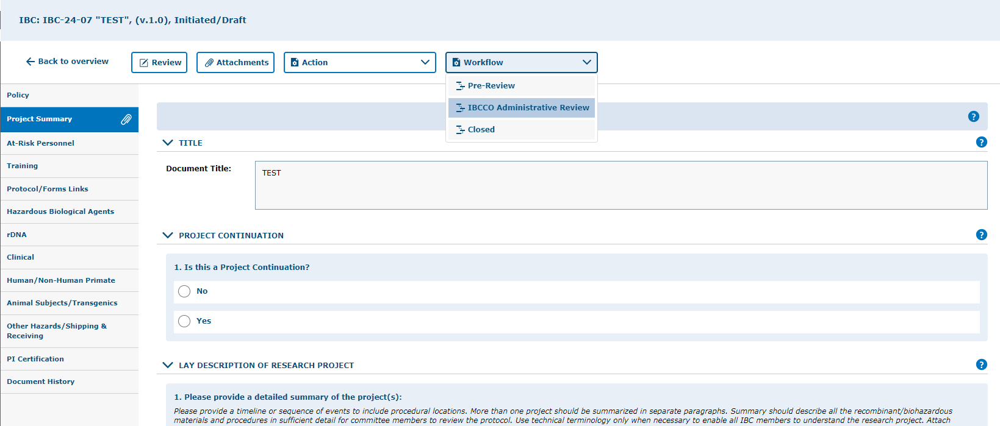 IBC: IBC-24-07 "TEST", (v.1.0), Initiated/Draft
Back to overview
Review
Attachments
Action
Workflow
Pre-Review
IBCCO Administrative Review
Closed
Policy
Project Summary
At-Risk Personnel
Training
Protocol/Forms Links
Hazardous Biological Agents
rDNA
Clinical
Human/Non-Human Primate
Animal Subjects/Transgenics
Other Hazards/Shipping &
Receiving
PI Certification
Document History
?
TITLE
?
Document Title:
TEST
PROJECT CONTINUATION
?
1. Is this a Project Continuation?
No
Yes
LAY DESCRIPTION OF RESEARCH PROJECT
?
1. Please provide a detailed summary of the project(s):
Please provide a timeline or sequence of events to include procedural locations. More than one project should be summarized in separate paragraphs. Summary should describe all the recombinant/biohazardous
materials and procedures in sufficient detail for committee members to review the protocol. Use technical terminology only when necessary to enable all IBC members to understand the research project. Attach